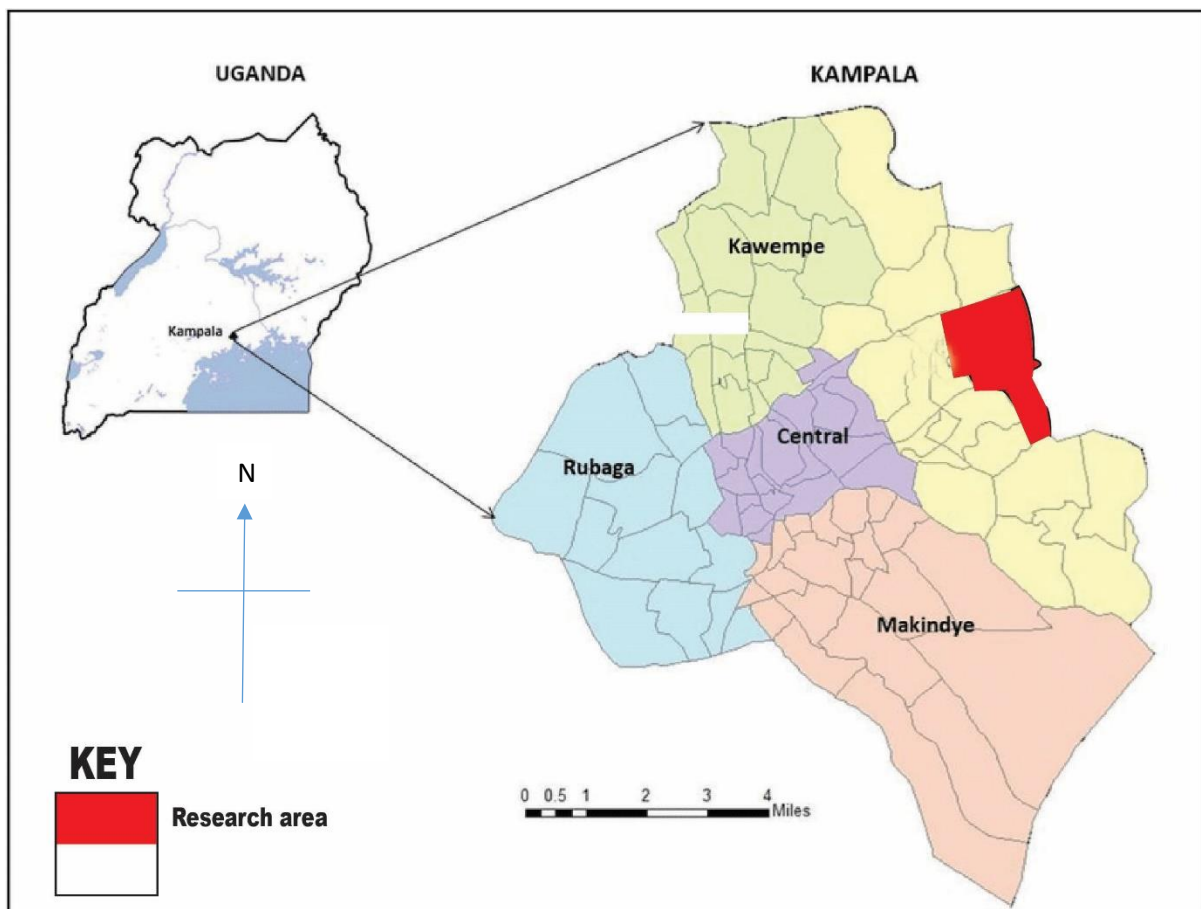 UGANDA
KAMPALA
Kawempe
Kampala
Central
Rubaga
N
Makindye
KEY
Research area
0 0.5 1 2 3 4
Miles